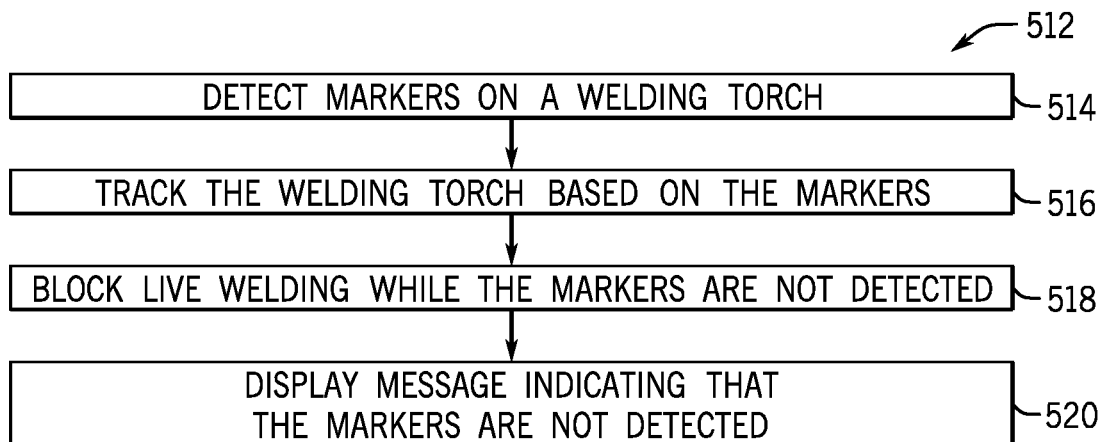 512
DETECT MARKERS ON A WELDING TORCH
514
TRACK THE WELDING TORCH BASED ON THE MARKERS
516
BLOCK LIVE WELDING WHILE THE MARKERS ARE NOT DETECTED
518
DISPLAY MESSAGE INDICATING THAT
THE MARKERS ARE NOT DETECTED
520